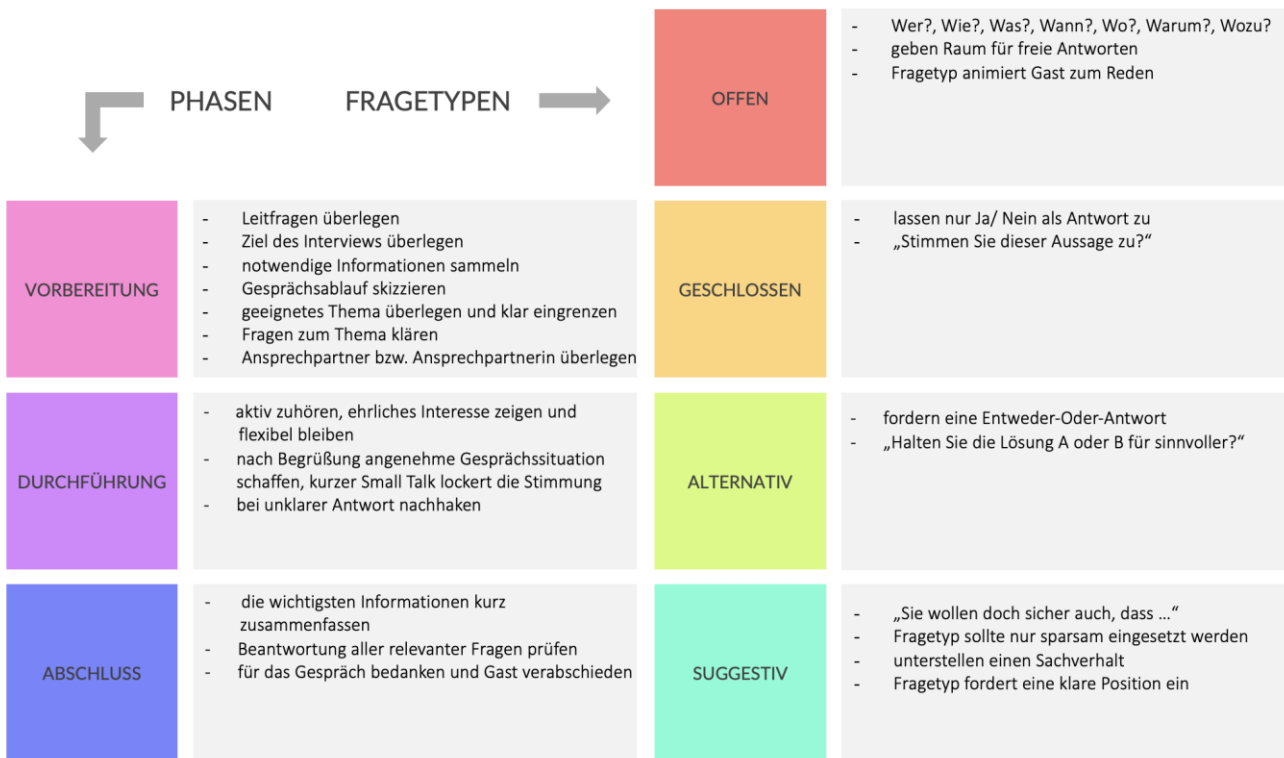 PHASEN
FRAGETYPEN
VORBEREITUNG
- Leitfragen überlegen
- Ziel des Interviews überlegen
- notwendige Informationen sammeln
- Gesprächsablauf skizzieren
- geeignetes Thema überlegen und klar eingrenzen
- Fragen zum Thema klären
- Ansprechpartner bzw. Ansprechpartnerin überlegen
DURCHFÜHRUNG
- aktiv zuhören, ehrliches Interesse zeigen und
flexibel bleiben
- nach Begrüßung angenehme Gesprächssituation
schaffen, kurzer Small Talk lockert die Stimmung
- bei unklarer Antwort nachhaken
ABSCHLUSS
- die wichtigsten Informationen kurz
zusammenfassen
- Beantwortung aller relevanter Fragen prüfen
- für das Gespräch bedanken und Gast verabschieden
OFFEN
- Wer?, Wie?, Was?, Wann?, Wo?, Warum?, Wozu?
- geben Raum für freie Antworten
- Fragetyp animiert Gast zum Reden
GESCHLOSSEN
- lassen nur Ja/ Nein als Antwort zu
- „Stimmen Sie dieser Aussage zu?“
ALTERNATIV
- fordern eine Entweder-Oder-Antwort
- „Halten Sie die Lösung A oder B für sinnvoller?“
SUGGESTIV
- „Sie wollen doch sicher auch, dass …“
- Fragetyp sollte nur sparsam eingesetzt werden
- unterstellen einen Sachverhalt
- Fragetyp fordert eine klare Position ein